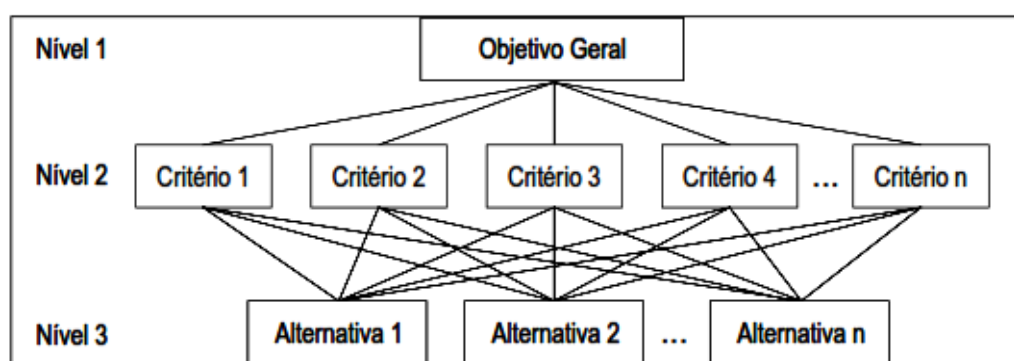 Nível 1
Objetivo Geral
Nível 2
Critério 1
Critério 2
Critério 3
Critério 4
...
Critério n
Nível 3
Alternativa 1
Alternativa 2
...
Alternativa n